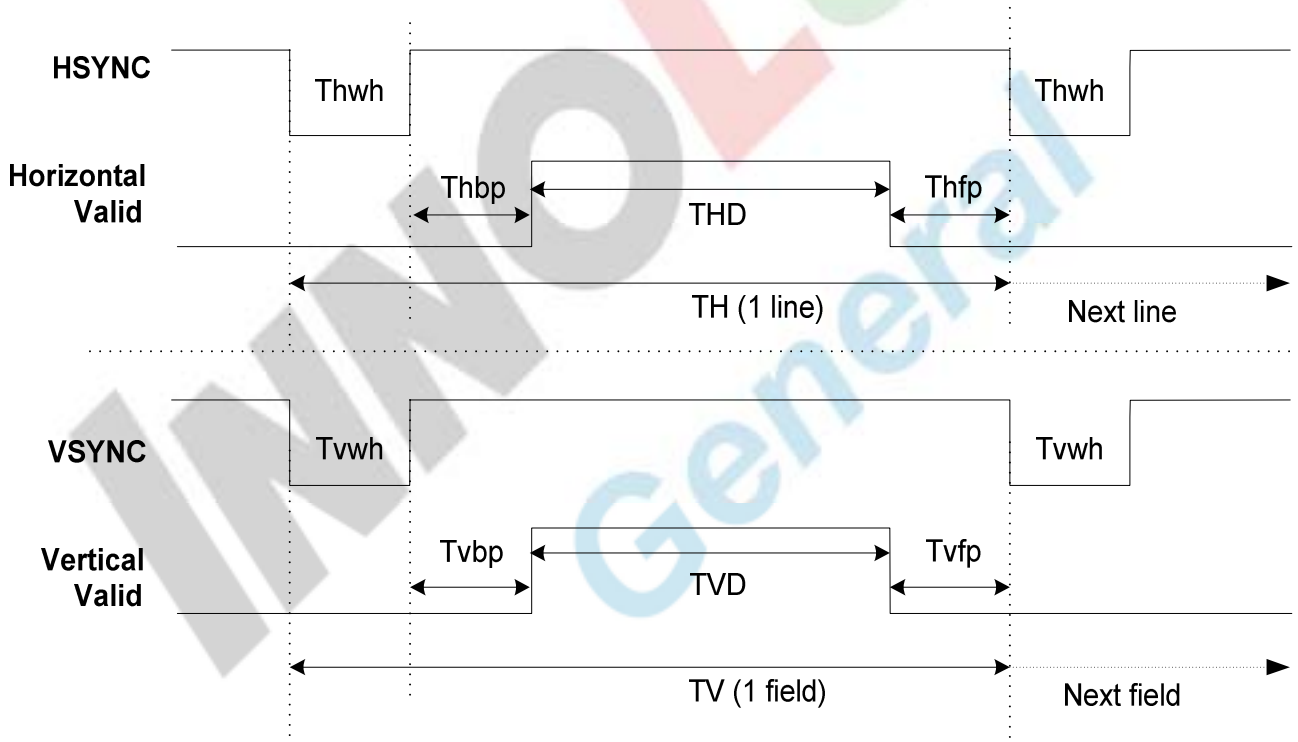 HSYNC
Thwh
Thwh
Horizontal
Valid
Thbp
THD
Thfp
TH (1 line)
Next line
VSYNC
Tvwh
Tvwh
Vertical
Valid
Tvbp
TVD
Tvfp
TV (1 field)
Next field
INNOL
General